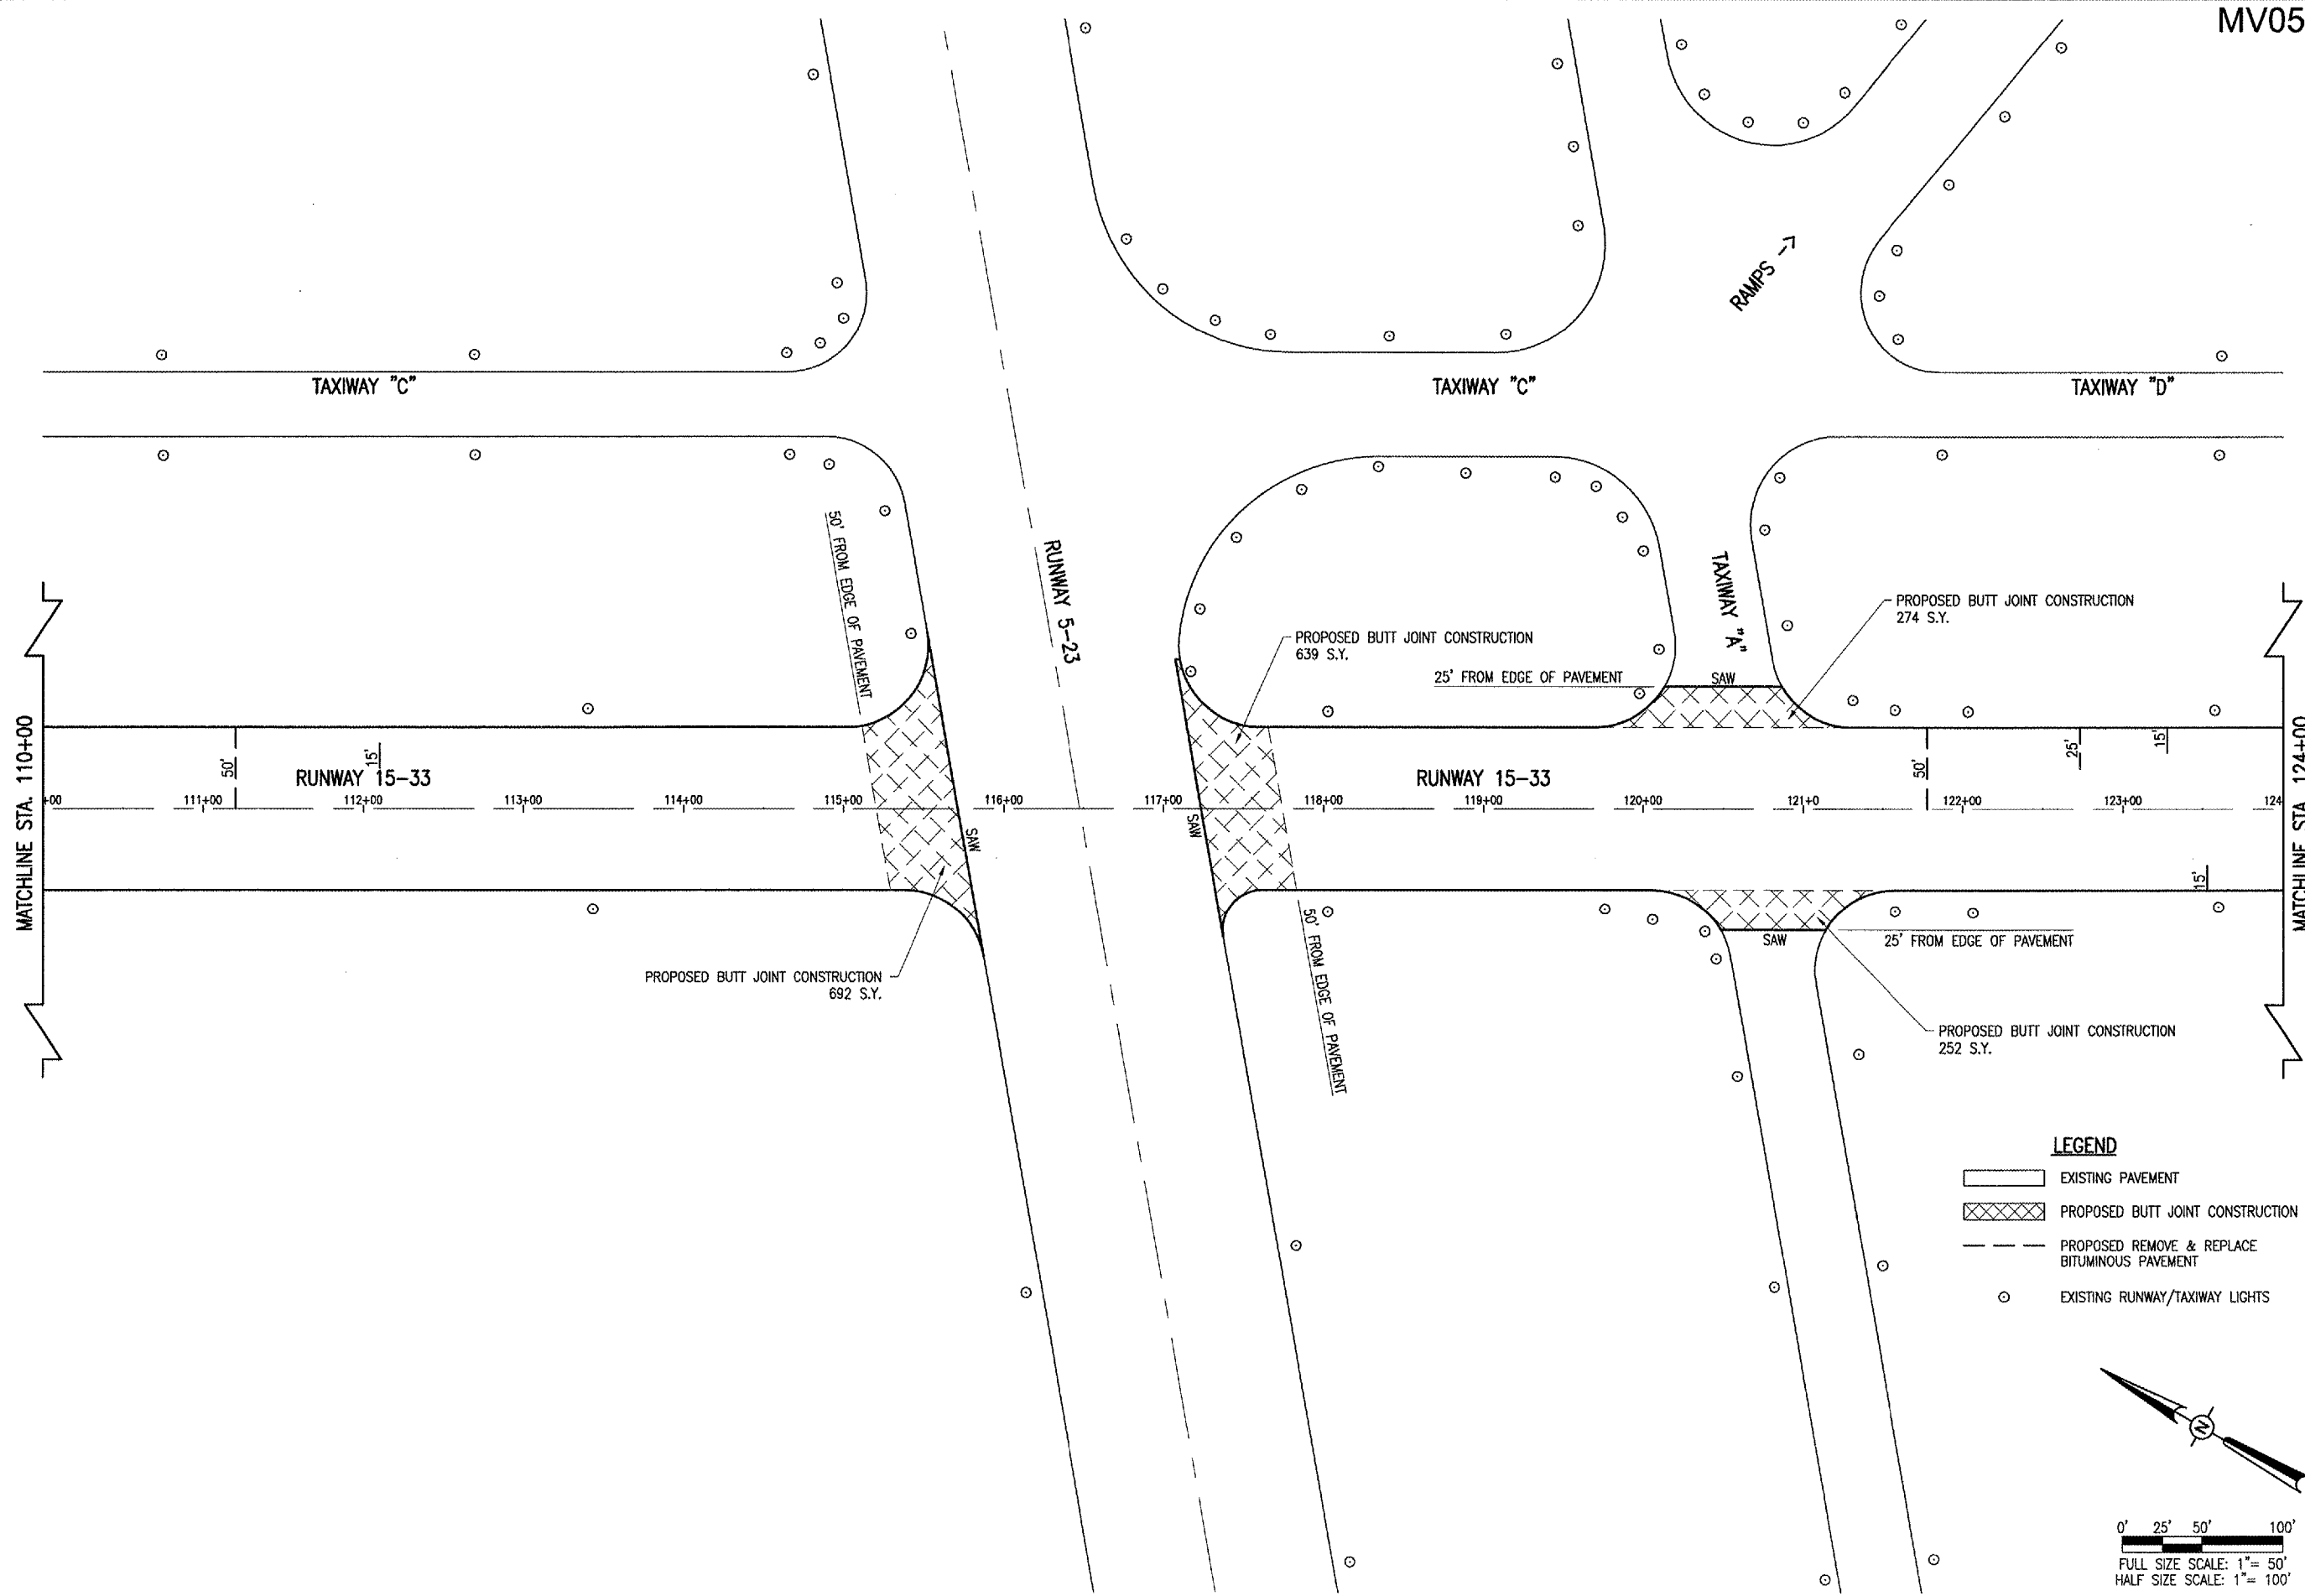 MV05
TAXIWAY "C"
TAXIWAY "C"
TAXIWAY "D"
RAMPS
50' FROM EDGE OF PAVEMENT
RUNWAY 5-23
TAXIWAY "A"
PROPOSED BUTT JOINT CONSTRUCTION
274 S.Y.
PROPOSED BUTT JOINT CONSTRUCTION
639 S.Y.
25' FROM EDGE OF PAVEMENT
SAW
MATCHLINE STA. 110+00
50'
15'
RUNWAY 15-33
RUNWAY 15-33
50'
25'
15'
MATCHLINE STA. 124+00
+00
111+00
112+00
113+00
114+00
115+00
116+00
117+00
118+00
119+00
120+00
121+0
122+00
123+00
124
SAW
SAW
15'
PROPOSED BUTT JOINT CONSTRUCTION
692 S.Y.
50' FROM EDGE OF PAVEMENT
SAW
25' FROM EDGE OF PAVEMENT
PROPOSED BUTT JOINT CONSTRUCTION
252 S.Y.
LEGEND
EXISTING PAVEMENT
PROPOSED BUTT JOINT CONSTRUCTION
PROPOSED REMOVE & REPLACE
BITUMINOUS PAVEMENT
EXISTING RUNWAY/TAXIWAY LIGHTS
N
0' 25' 50' 100'
FULL SIZE SCALE: 1"= 50'
HALF SIZE SCALE: 1"= 100'